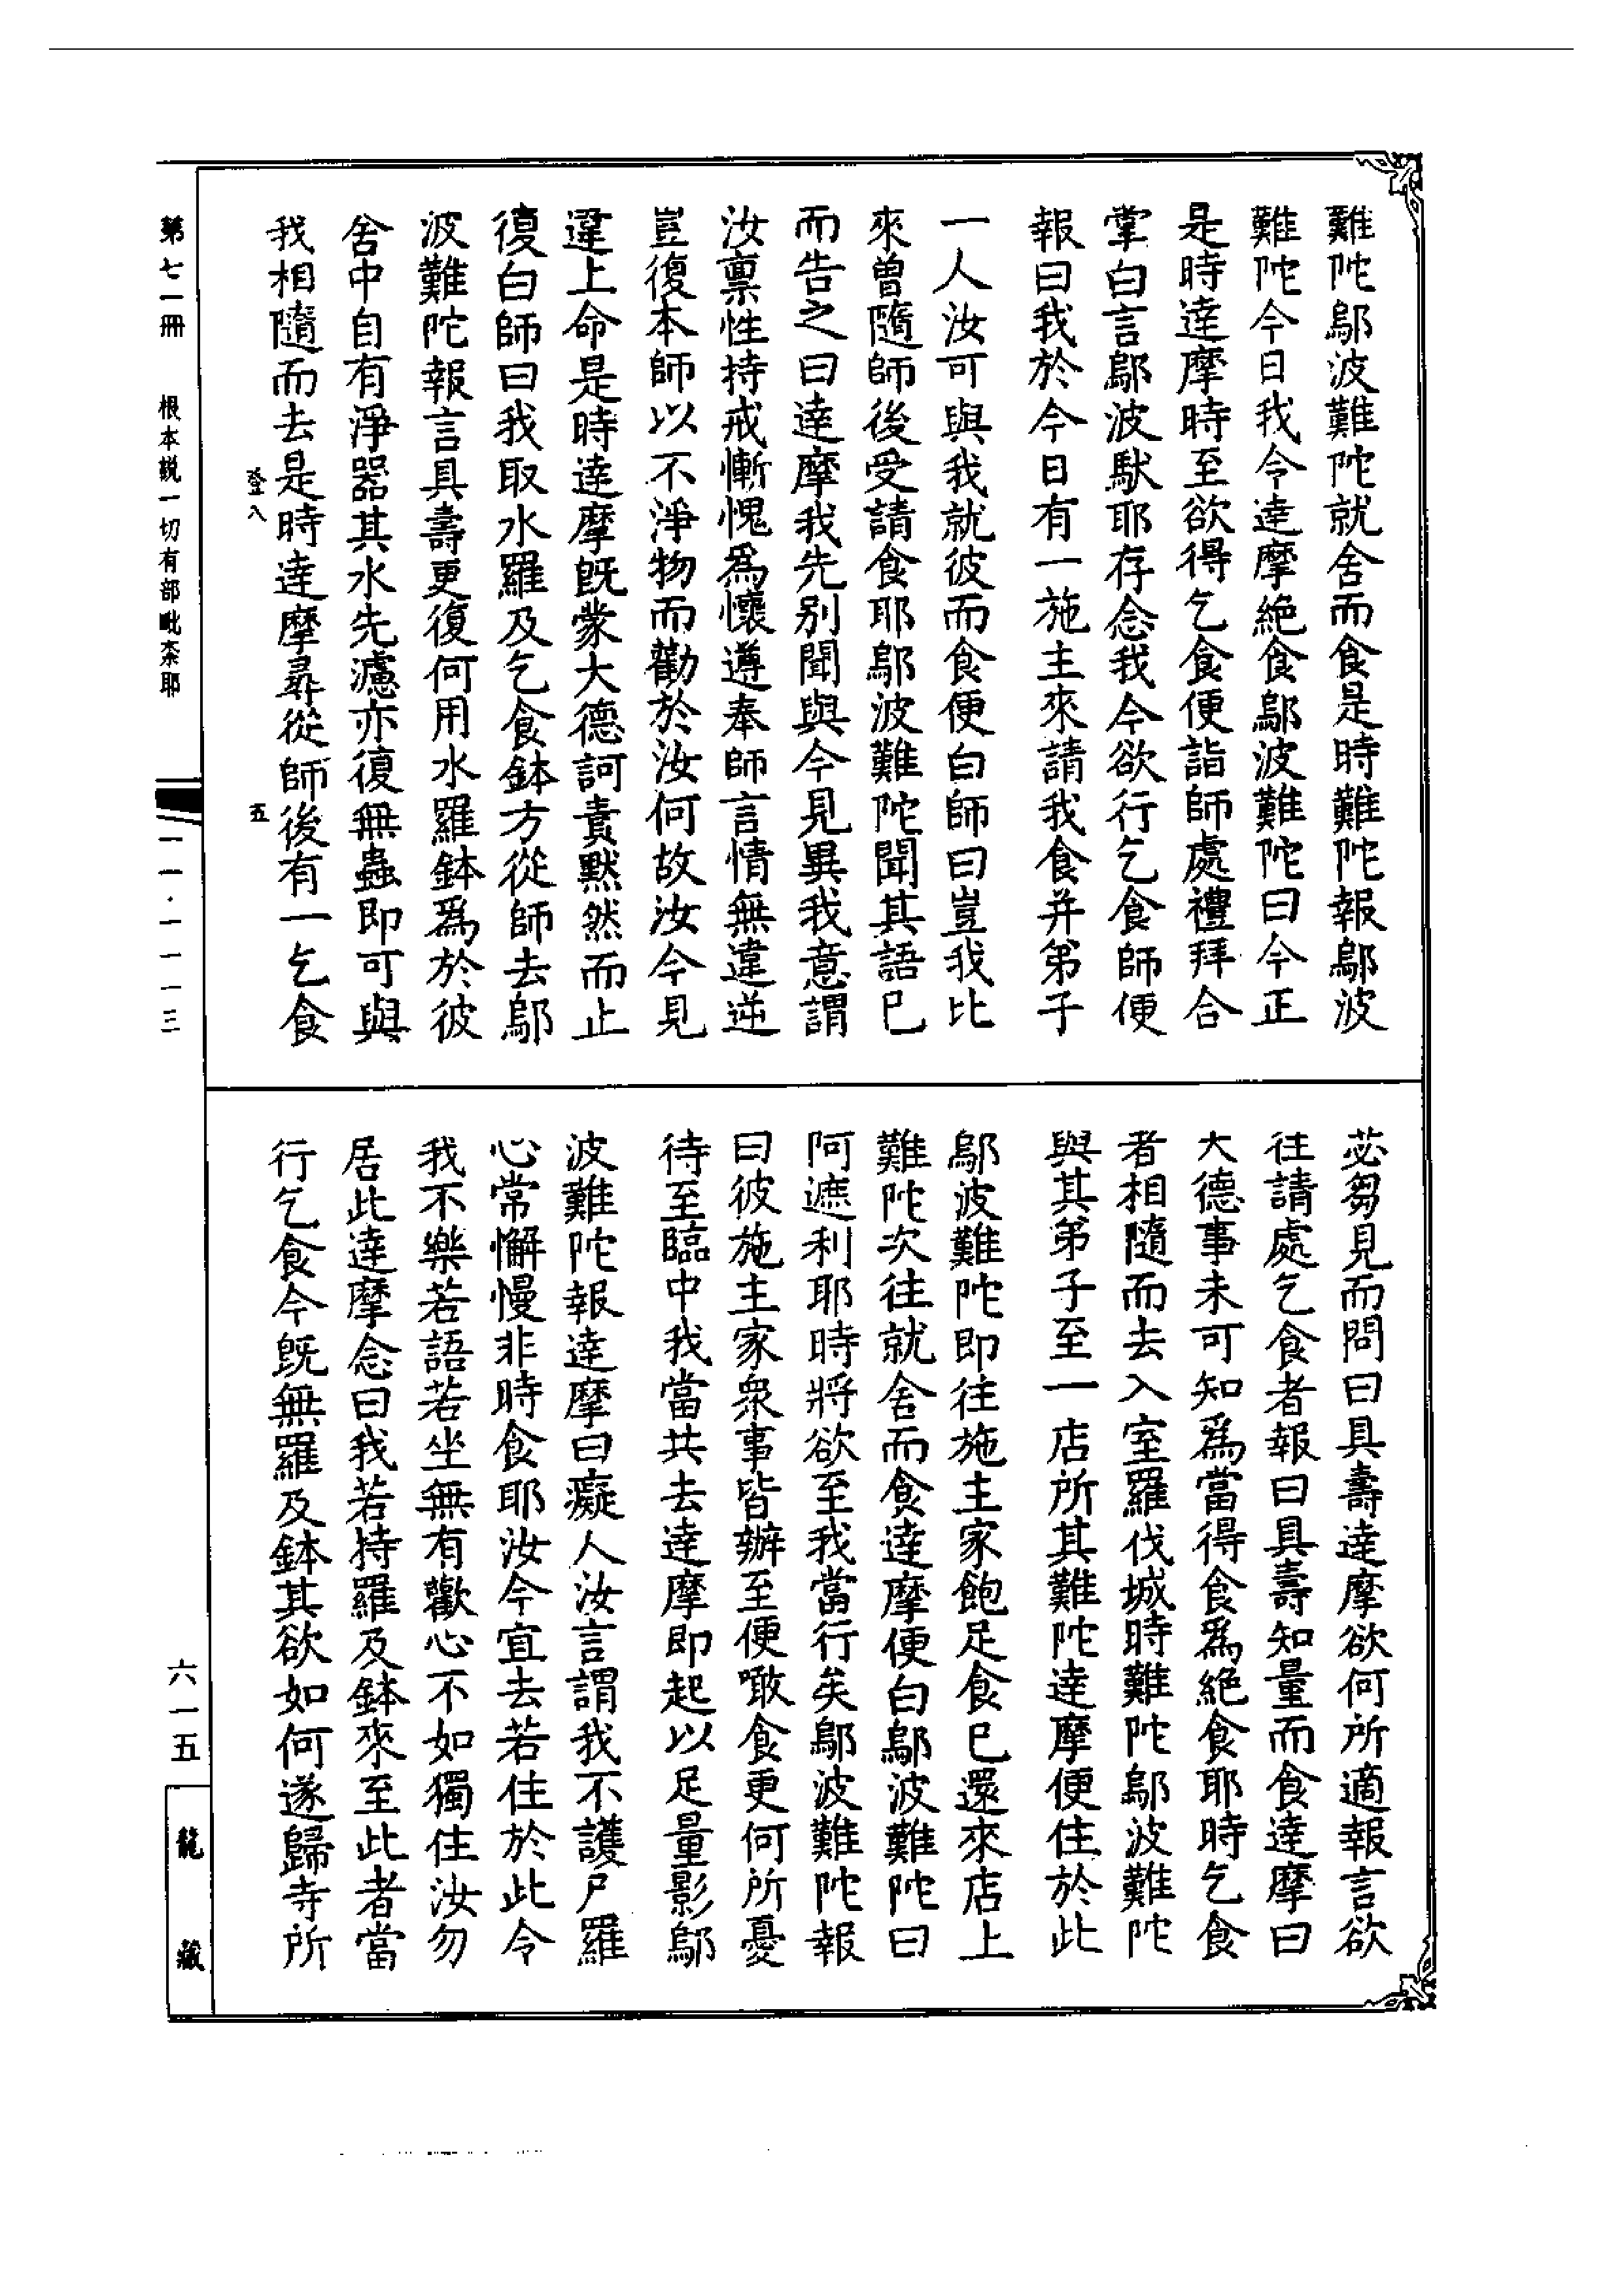 難陀鄔波難陀就舍而食是時難陀報鄔波
難陀今日我令達摩絶食鄔波難陀曰今正
是時達摩時至欲得乞食便詣師處禮拜合
掌白言鄔波馱耶存念我今欲行乞食師便
報曰我於今日有一施主來請我食并弟子
一人汝可與我就彼而食便白師曰豈我比
來曾隨師後受請食耶鄔波難陀聞其語已
而告之曰達摩我先別聞與今見異我意謂
汝禀性持戒慚愧爲懷遵奉師言情無違逆
豈復本師以不淨物而勸於汝何故汝今見
違上命是時達摩既蒙大德訶責默然而止
復白師曰我取水羅及乞食鉢方從師去鄔
波難陀報言具壽更復何用水羅鉢爲於彼
舍中自有淨器其水先濾亦復無蟲即可與
我相隨而去是時達摩尋從師後有一乞食
苾芻見而問曰具壽達摩欲何所適報言欲
往請處乞食者報曰具壽知量而食達摩曰
大德事未可知爲當得食爲絶食耶時乞食
者相隨而去入室羅伐城時難陀鄔波難陀
與其弟子至一店所其難陀達摩便住於此
鄔波難陀即往施主家飽足食已還來店上
難陀次往就舍而食達摩便白鄔波難陀曰
阿遮利耶時將欲至我當行矣鄔波難陀報
曰彼施主家衆事皆辦至便噉食更何所憂
待至臨中我當共去達摩即起以足量影鄔
波難陀報達摩曰癡人汝言謂我不護尸羅
心常懈慢非時食耶汝今宜去若住於此令
我不樂若語若坐無有歡心不如獨住汝勿
居此達摩念曰我若持羅及鉢來至此者當
行乞食今既無羅及鉢其欲如何遂歸寺所
第七一冊 根本説一切有部毗柰耶
登八 五
一一·一一一三
六一五
龍藏